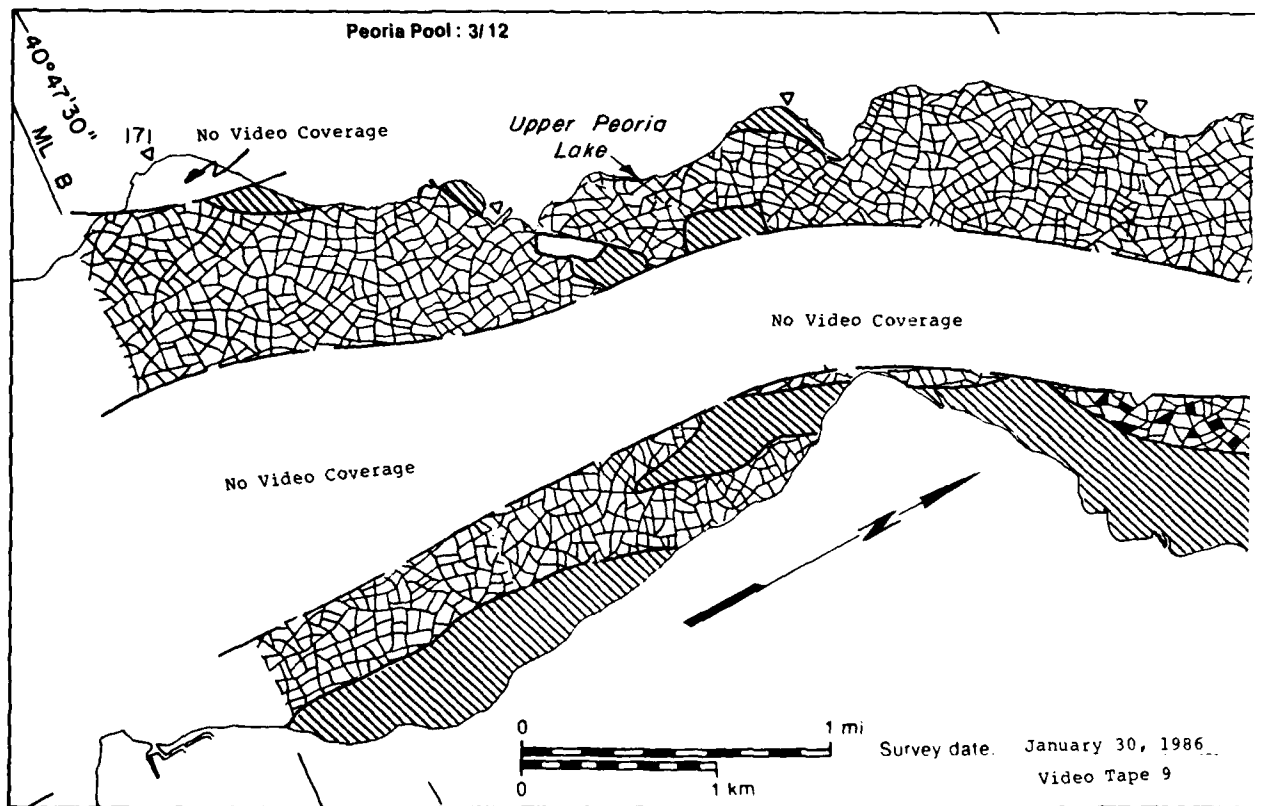 Peoria Pool: 3/12
40°47'30"
ML B
171
No Video Coverage
Upper Peoria
Lake
No Video Coverage
No Video Coverage
N
0 1 mi
0 1 km
Survey date. January 30, 1986
Video Tape 9